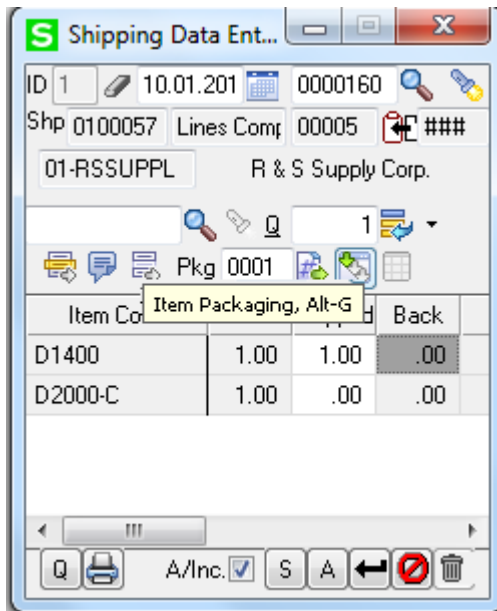 S Shipping Data Ent...
ID 1 10.01.201 0000160
Shp 0100057 Lines Comp 00005 ###
01-RSSUPPL R & S Supply Corp.
Q 1
Pkg 0001
Item Packaging, Alt-G
Item Co Back
D1400 1.00 1.00 .00
D2000-C 1.00 .00 .00
Q A/Inc. S A